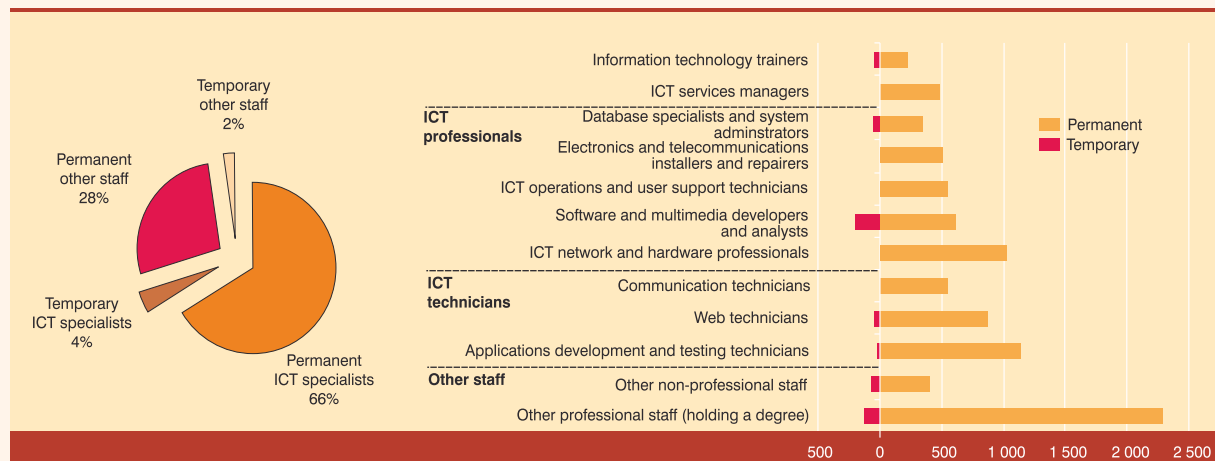 Temporary
other staff
2%
Permanent
other staff
28%
Temporary
ICT specialists
4%
Permanent
ICT specialists
66%
Information technology trainers
ICT services managers
ICT
professionals
Database specialists and system
adminstrators
Electronics and telecommunications
installers and repairers
ICT operations and user support technicians
Software and multimedia developers
and analysts
ICT network and hardware professionals
ICT
technicians
Communication technicians
Web technicians
Applications development and testing technicians
Other staff
Other non-professional staff
Other professional staff (holding a degree)
Permanent
Temporary
500 0 500 1 000 1 500 2 000 2 500